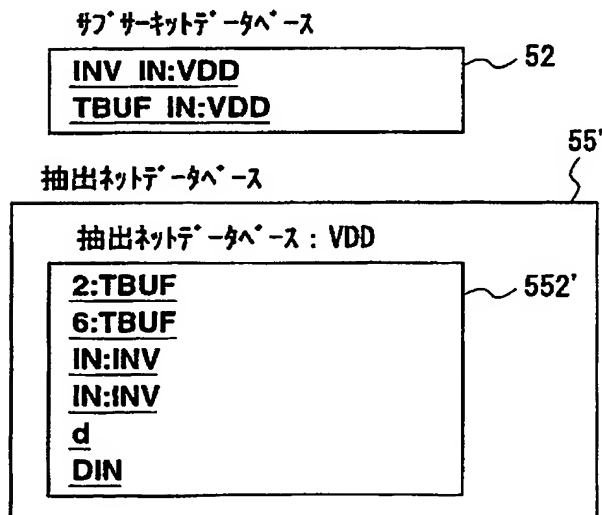 サブサーキットデータベース
INV IN:VDD
TBUF IN:VDD
52
55'
抽出ネットデータベース
抽出ネットデータベース : VDD
2:TBUF
6:TBUF
IN:INV
IN:INV
d
DIN
552'